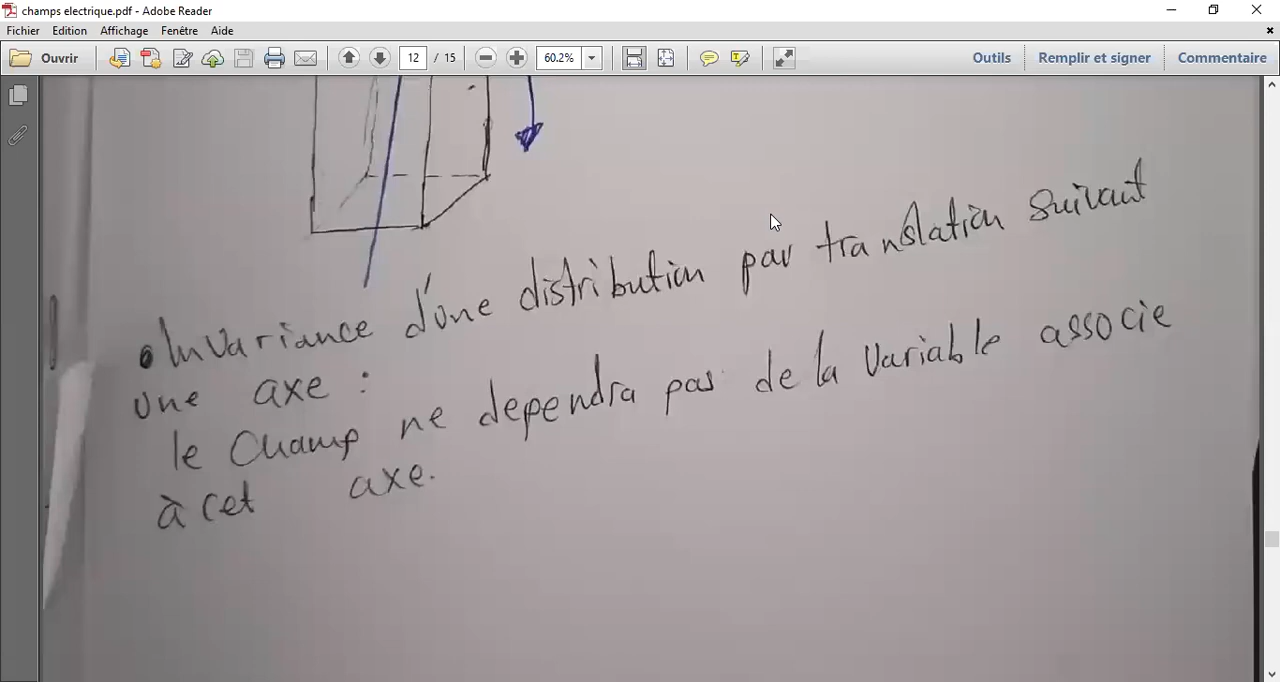 champs electrique.pdf - Adobe Reader
Fichier Edition Affichage Fenêtre Aide
Ouvrir 12 / 15 60.2% Outils Remplir et signer Commentaire
Invariance d'une distribution par translation suivant
une axe :
le Champ ne dependra pas de la variable associe
à cet axe.